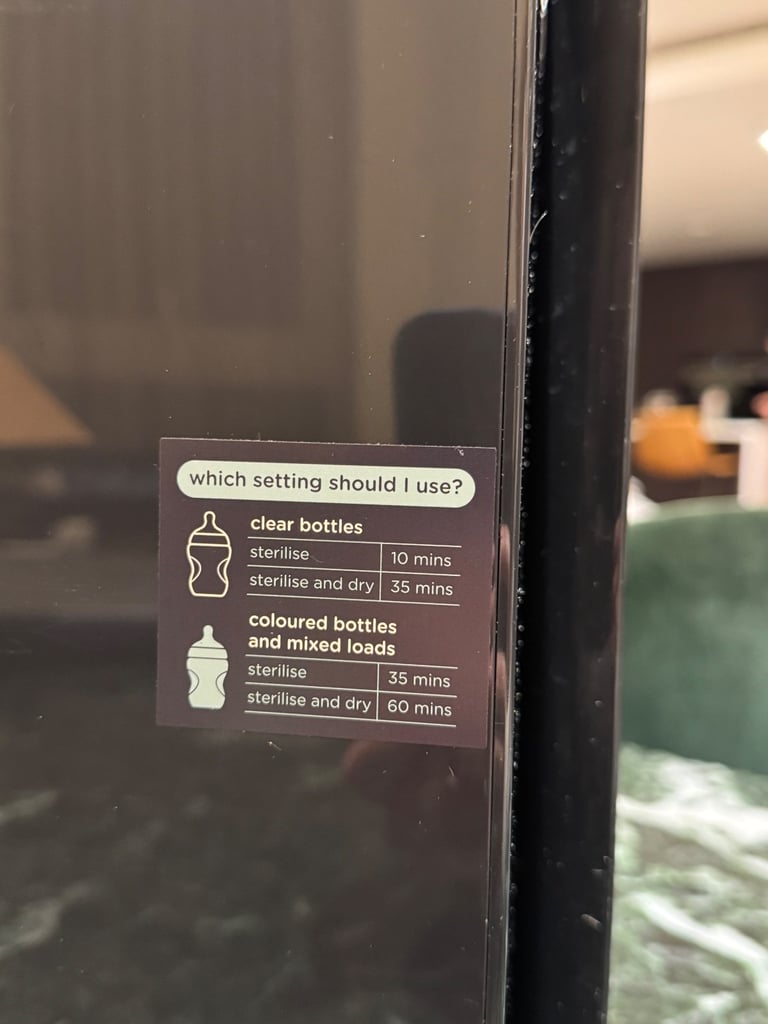 which setting should I use?
clear bottles
sterilise 10 mins
sterilise and dry 35 mins
coloured bottles
and mixed loads
sterilise 35 mins
sterilise and dry 60 mins